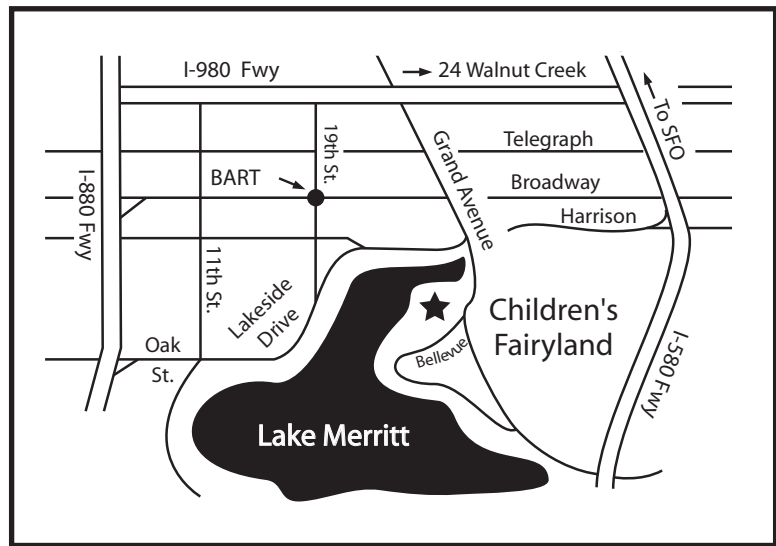 I-980 Fwy
24 Walnut Creek
To SFO
19th St.
Grand Avenue
Telegraph
BART
Broadway
Harrison
I-880 Fwy
11th St.
Lakeside
Drive
Children's
Fairyland
Oak
St.
Bellevue
I-580 Fwy
Lake Merritt